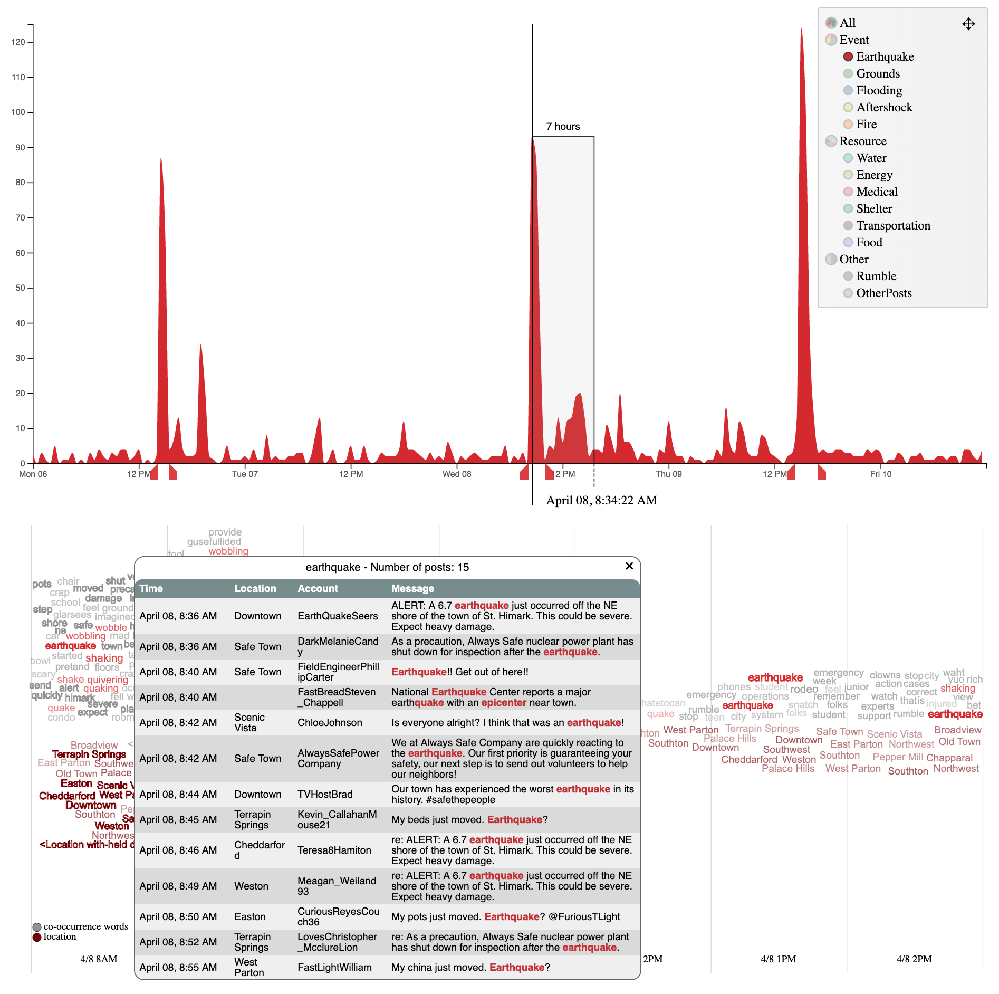 120
110
100
90
80
70
60
50
40
30
20
10
0
Mon 06
12 PM
Tue 07
12 PM
Wed 08
12 PM
Thu 09
12 PM
Fri 10
7 hours
April 08, 8:34:22 AM
All
Event
Earthquake
Grounds
Flooding
Aftershock
Fire
Resource
Water
Energy
Medical
Shelter
Transportation
Food
Other
Rumble
OtherPosts
provide
gusefullided
tool wobbling
pots chair shut
crap moved
school damage
step feel ground
glarsees
shore safe wobble
ne
car wobbling mad
earthquake town
started shaking
bowl
pretend floors
scary
shake quivering
send alert quaking
quickly himark fell
severe
quake expect
condo room
Broadview <
Terrapin Springs
East Parton
Old Town Palace
Easton
Cheddarford
Downtown
Southton
Weston
<Location with-held
co-occurrence words
location
4/8 8AM
earthquake - Number of posts: 15
Time Location Account Message
April 08, 8:36 AM Downtown EarthQuakeSeers ALERT: A 6.7 earthquake just occurred off the NE
shore of the town of St. Himark. This could be severe.
Expect heavy damage.
April 08, 8:36 AM Safe Town DarkMelanieCand
y As a precaution, Always Safe nuclear power plant has
shut down for inspection after the earthquake.
April 08, 8:40 AM Safe Town FieldEngineerPhill
ipCarter Earthquake!! Get out of here!!
April 08, 8:40 AM FastBreadSteven
_Chappell National Earthquake Center reports a major
earthquake with an epicenter near town.
April 08, 8:42 AM Scenic
Vista ChloeJohnson Is everyone alright? I think that was an earthquake!
April 08, 8:42 AM Safe Town AlwaysSafePower
Company We at Always Safe Company are quickly reacting to
the earthquake. Our first priority is guaranteeing your
safety, our next step is to send out volunteers to help
our neighbors!
April 08, 8:44 AM Downtown TVHostBrad Our town has experienced the worst earthquake in its
history. #safethepeople
April 08, 8:45 AM Terrapin
Springs Kevin_CallahanM
ouse21 My beds just moved. Earthquake?
April 08, 8:46 AM Cheddarfor
d Teresa8Hamiton re: ALERT: A 6.7 earthquake just occurred off the NE
shore of the town of St. Himark. This could be severe.
Expect heavy damage.
April 08, 8:49 AM Weston Meagan_Weiland
93 re: ALERT: A 6.7 earthquake just occurred off the NE
shore of the town of St. Himark. This could be severe.
Expect heavy damage.
April 08, 8:50 AM Easton CuriousReyesCou
ch36 My pots just moved. Earthquake? @FuriousTLight
April 08, 8:52 AM Terrapin
Springs LovesChristopher
_McclureLion re: As a precaution, Always Safe nuclear power plant
has shut down for inspection after the earthquake.
April 08, 8:55 AM West
Parton FastLightWilliam My china just moved. Earthquake?
earthquake emergency clowns stop city waht
week action cases yuo rich
phones student rodeo feel junior correct shaking
emergency operations remember watch thatís view
hatetocan earthquake snatch folks experts injured bet
rumble
quake stop teen city system folks student support rumble earthquake
West Parton Terrapin Springs Safe Town Scenic Vista Broadview
Southton Palace Hills Downtown East Parton Northwest Old Town
Downtown Southwest
Cheddarford Weston Southton Pepper Mill Chapparal
Palace Hills West Parton Southton Northwest
2PM
4/8 1PM
4/8 2PM